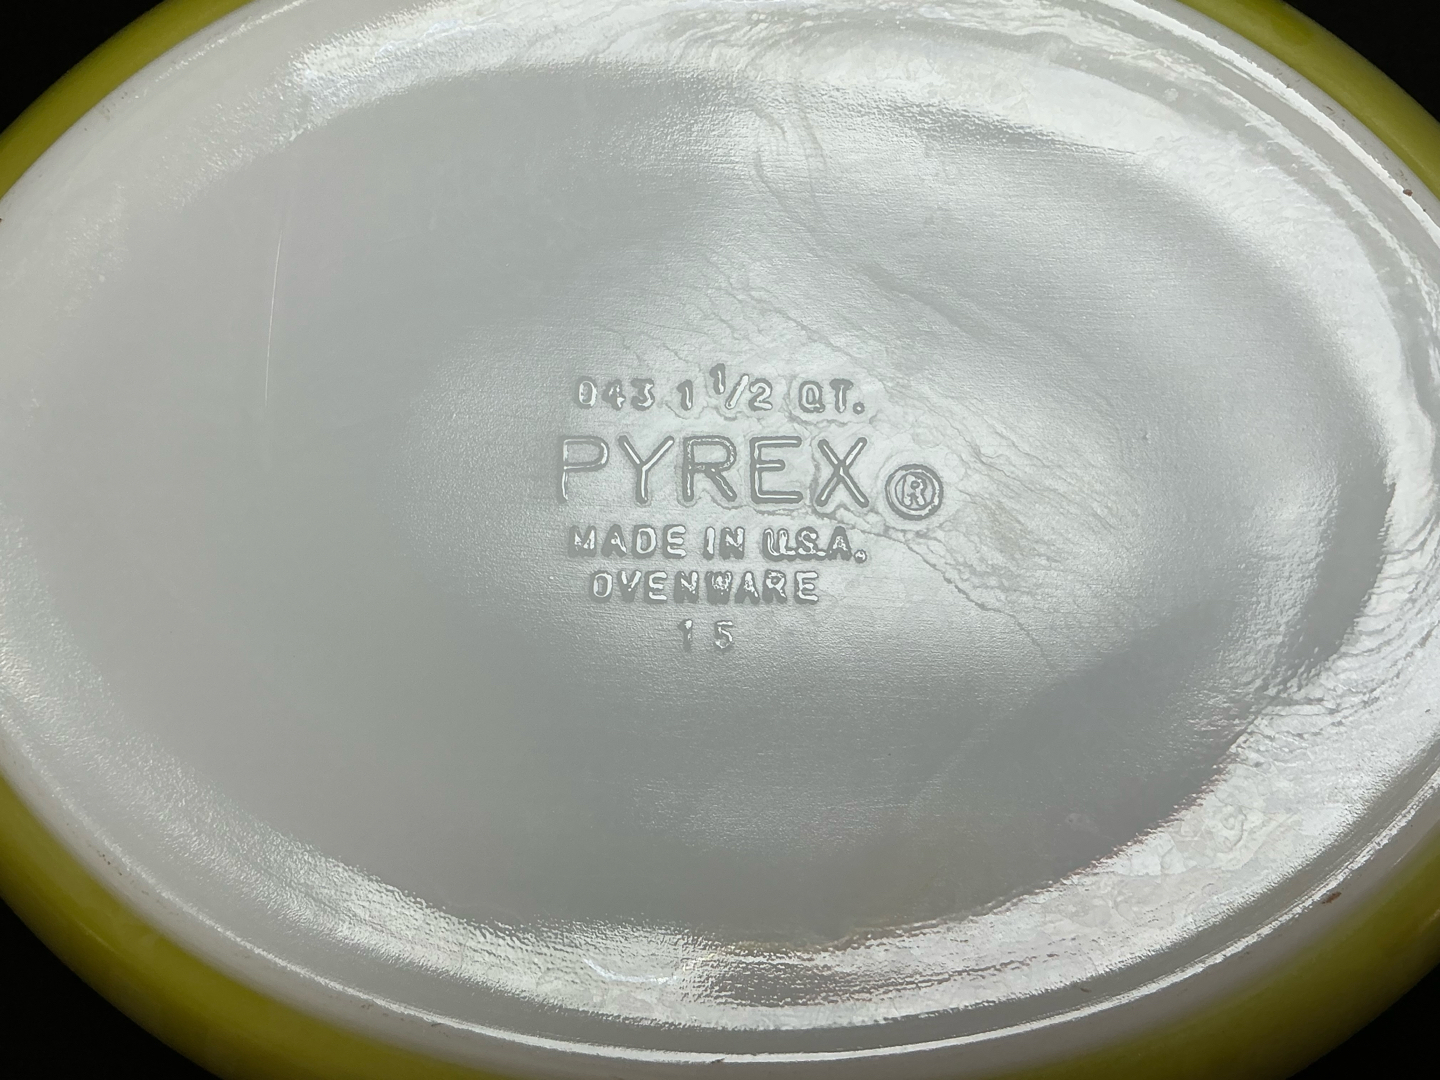 043 1 1/2 QT.
PYREX ®
MADE IN U.S.A.
OVENWARE
15